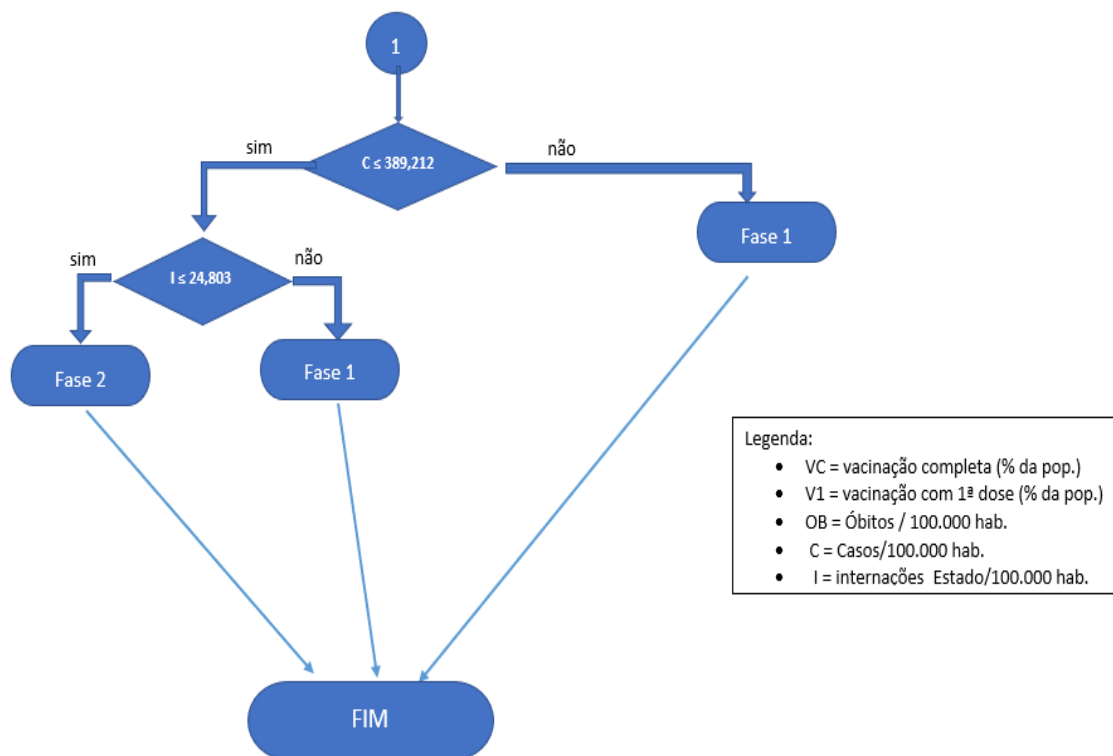 1
C ≤ 389,212
sim
não
Fase 1
I ≤ 24,803
sim
não
Fase 2
Fase 1
Legenda:
• VC = vacinação completa (% da pop.)
• V1 = vacinação com 1ª dose (% da pop.)
• OB = Óbitos / 100.000 hab.
• C = Casos/100.000 hab.
• I = internações Estado/100.000 hab.
FIM